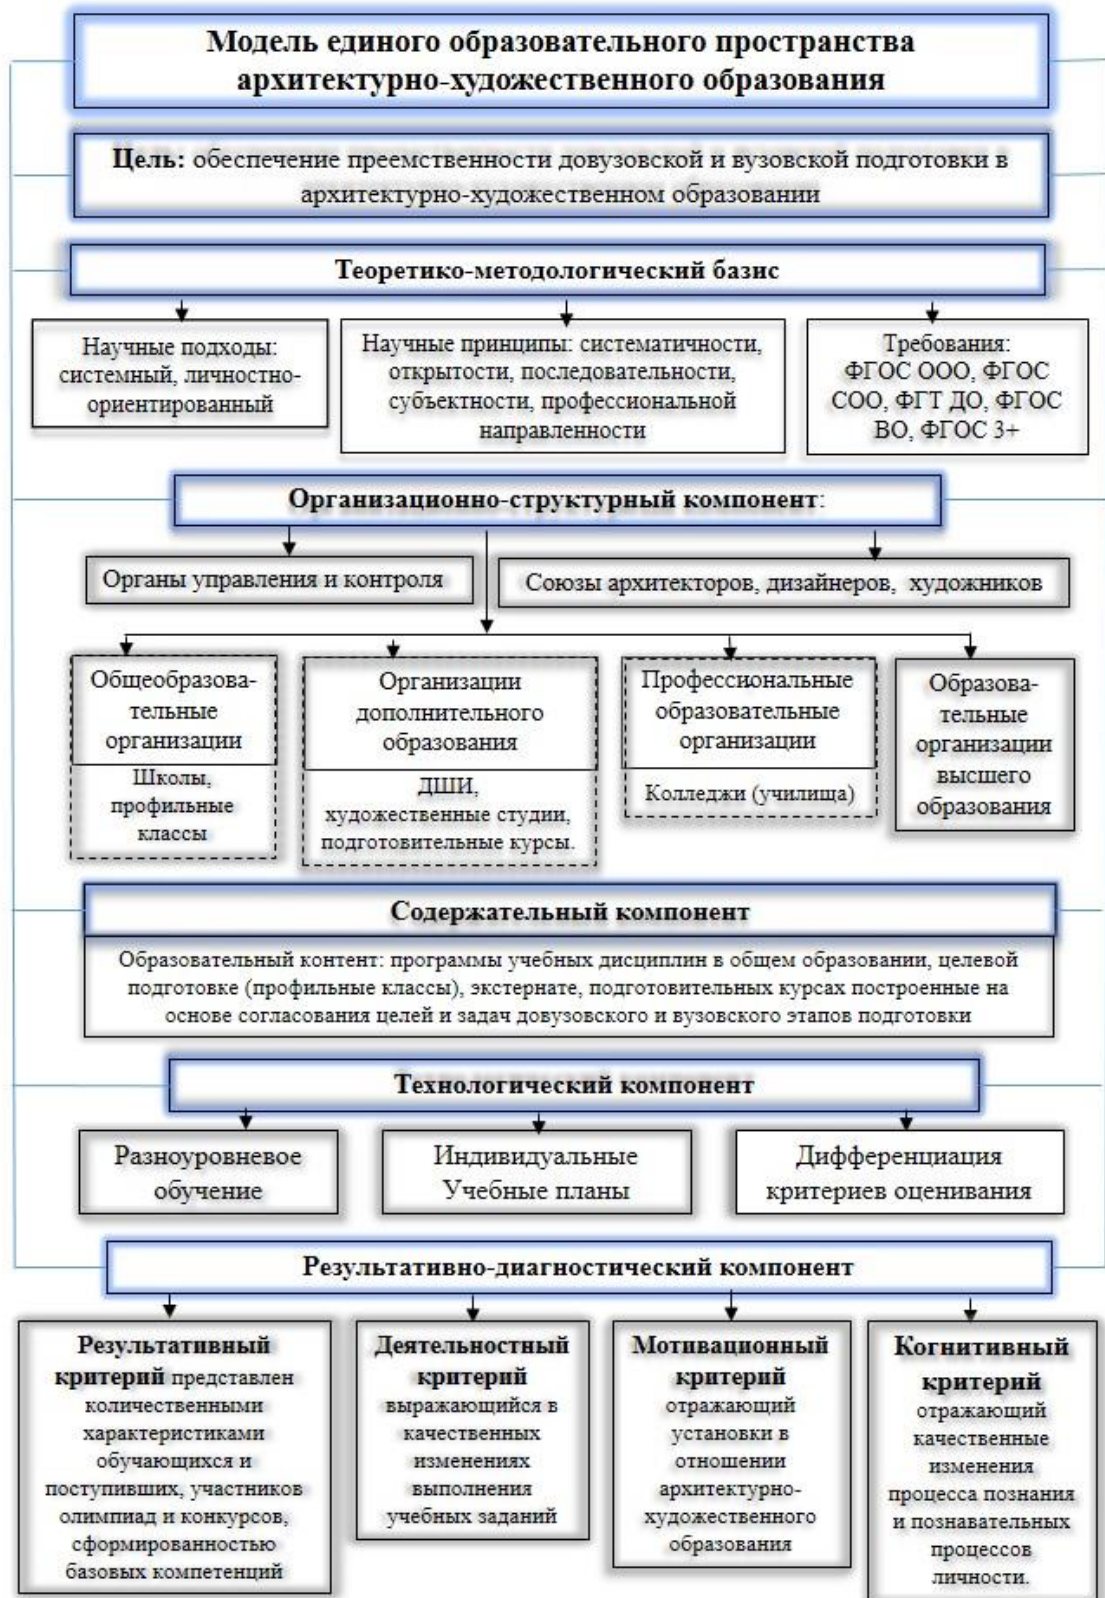 Модель единого образовательного пространства
архитектурно-художественного образования
Цель: обеспечение преемственности довузовской и вузовской подготовки в
архитектурно-художественном образовании
Теоретико-методологический базис
Научные подходы:
системный, личностно-
ориентированный
Научные принципы: систематичности,
открытости, последовательности,
субъектности, профессиональной
направленности
Требования:
ФГОС ООО, ФГОС
СОО, ФГТ ДО, ФГОС
ВО, ФГОС 3+
Организационно-структурный компонент:
Органы управления и контроля
Союзы архитекторов, дизайнеров, художников
Общеобразова-
тельные
организации
Школы,
профильные
классы
Организации
дополнительного
образования
ДШИ,
художественные студии,
подготовительные курсы.
Профессиональные
образовательные
организации
Колледжи (училища)
Образова-
тельные
организации
высшего
образования
Содержательный компонент
Образовательный контент: программы учебных дисциплин в общем образовании, целевой
подготовке (профильные классы), экстернате, подготовительных курсах построенные на
основе согласования целей и задач довузовского и вузовского этапов подготовки
Технологический компонент
Разноуровневое
обучение
Индивидуальные
Учебные планы
Дифференциация
критериев оценивания
Результативно-диагностический компонент
Результативный
критерий представлен
количественными
характеристиками
обучающихся и
поступивших, участников
олимпиад и конкурсов,
сформированностью
базовых компетенций
Деятельностный
критерий
выражающийся в
качественных
изменениях
выполнения
учебных заданий
Мотивационный
критерий
отражающий
установки в
отношении
архитектурно-
художественного
образования
Когнитивный
критерий
отражающий
качественные
изменения
процесса познания
и познавательных
процессов
личности.